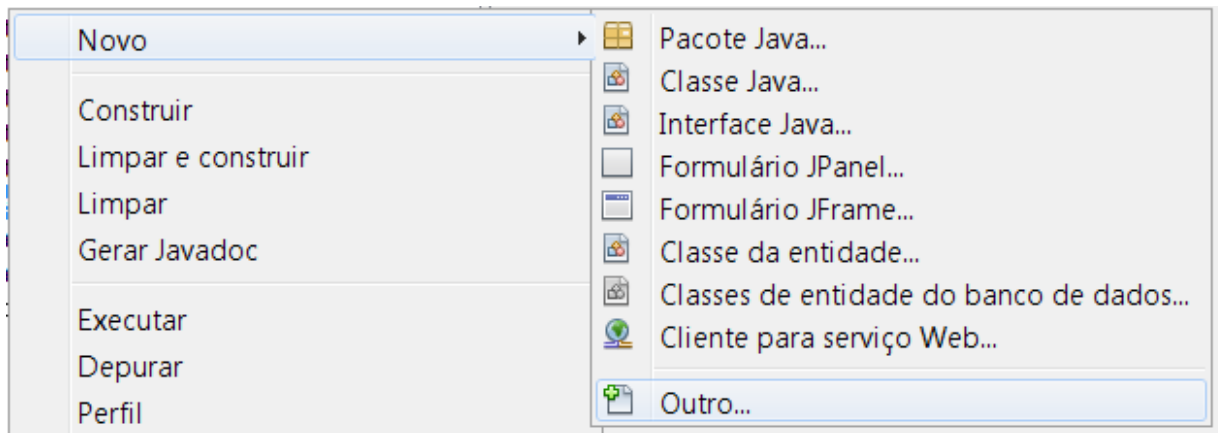 Novo
Construir
Limpar e construir
Limpar
Gerar Javadoc
Executar
Depurar
Perfil
Pacote Java...
Classe Java...
Interface Java...
Formulário JPanel...
Formulário JFrame...
Classe da entidade...
Classes de entidade do banco de dados...
Cliente para serviço Web...
Outro...